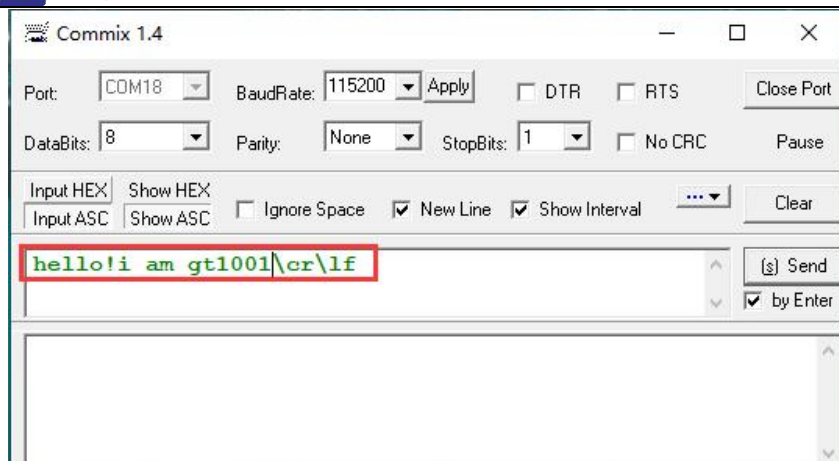 Commix 1.4
Port: COM18 BaudRate: 115200 Apply DTR RTS Close Port
DataBits: 8 Parity: None StopBits: 1 No CRC Pause
Input HEX Show HEX
Input ASC Show ASC Ignore Space New Line Show Interval ... Clear
hello!i am gt1001\cr\lf
(s) Send
by Enter